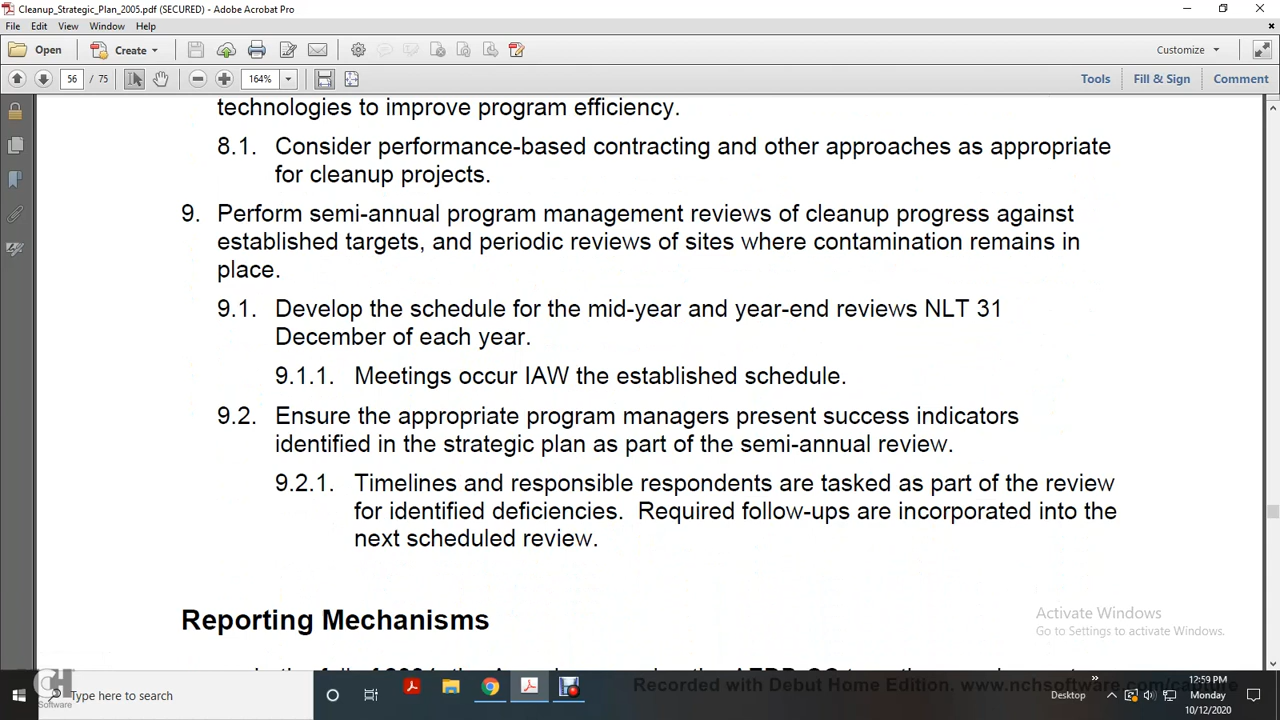 Cleanup_Strategic_Plan_2005.pdf (SECURED) - Adobe Acrobat Pro
File Edit View Window Help
Open Create Customize
56 / 75 164% Tools Fill & Sign Comment
technologies to improve program efficiency.
8.1. Consider performance-based contracting and other approaches as appropriate
for cleanup projects.
9. Perform semi-annual program management reviews of cleanup progress against
established targets, and periodic reviews of sites where contamination remains in
place.
9.1. Develop the schedule for the mid-year and year-end reviews NLT 31
December of each year.
9.1.1. Meetings occur IAW the established schedule.
9.2. Ensure the appropriate program managers present success indicators
identified in the strategic plan as part of the semi-annual review.
9.2.1. Timelines and responsible respondents are tasked as part of the review
for identified deficiencies. Required follow-ups are incorporated into the
next scheduled review.
Reporting Mechanisms
Activate Windows
Go to Settings to activate Windows.
Recorded with Debut Home Edition. www.nchsoftware.com/capture
Software
Type here to search
Desktop
12:59 PM
Monday
10/12/2020